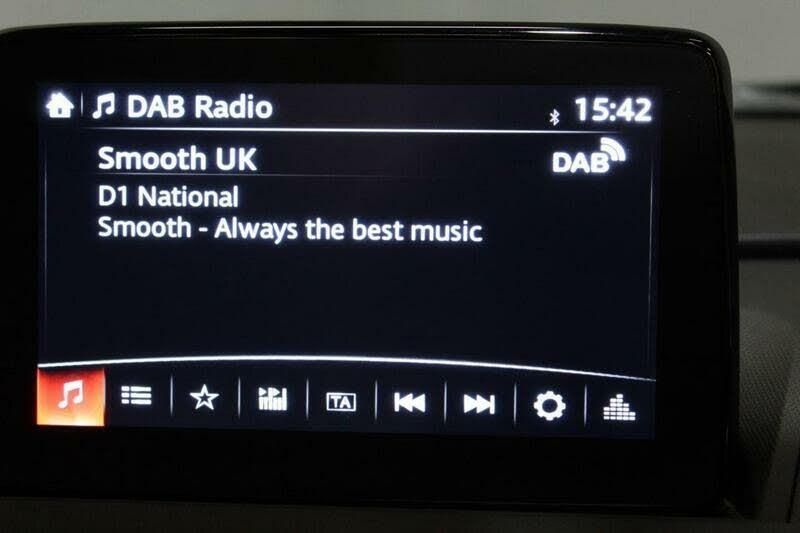 DAB Radio
15:42
Smooth UK
DAB
D1 National
Smooth - Always the best music
TA